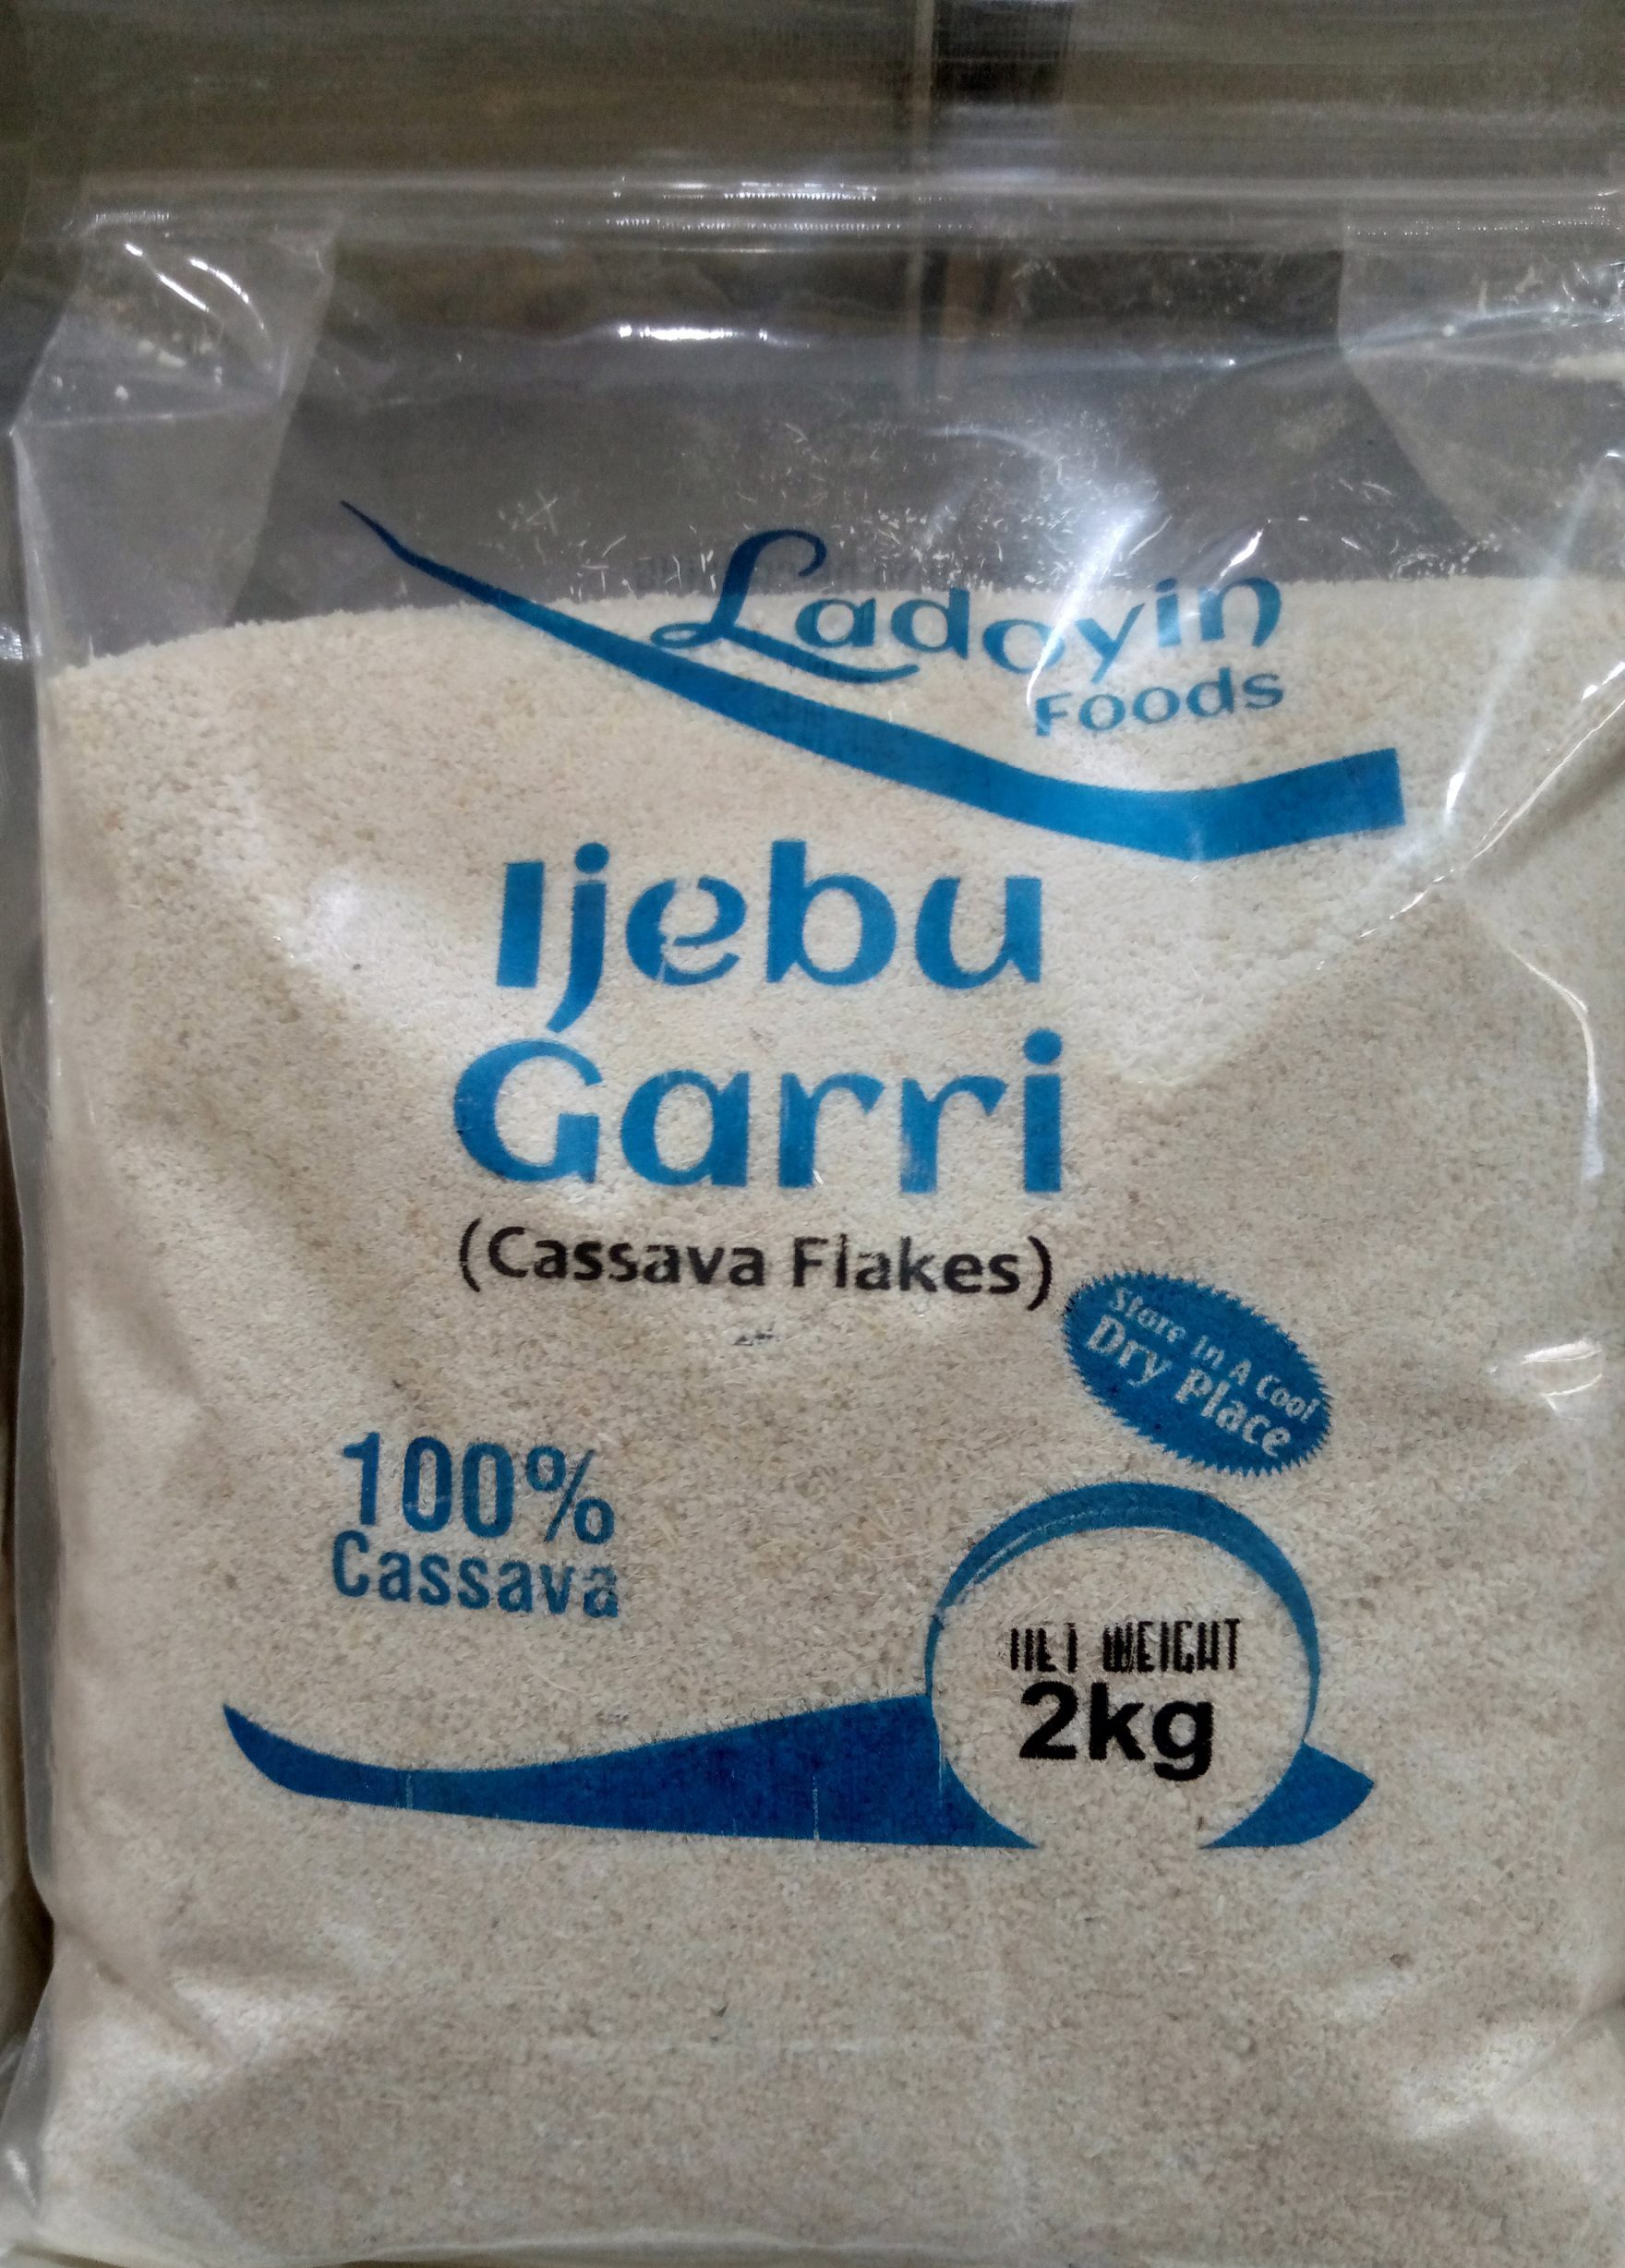 Ladoyin
Foods
Ijebu
Garri
(Cassava Flakes)
Store In A Cool
Dry Place
100%
Cassava
NET WEIGHT
2kg